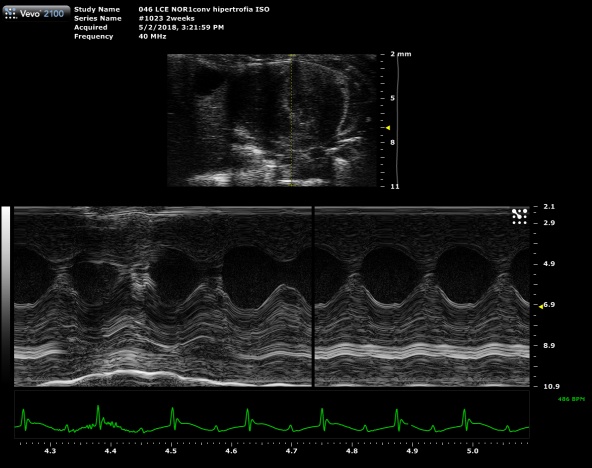 Vevo 2100
Study Name 046 LCE NOR1conv hipertrofia ISO
Series Name #1023 2weeks
Acquired 5/2/2018, 3:21:59 PM
Frequency 40 MHz
2 mm
5
8
11
2.1
2.9
4.9
6.9
8.9
10.9
486 BPM
4.3 4.4 4.5 4.6 4.7 4.8 4.9 5.0